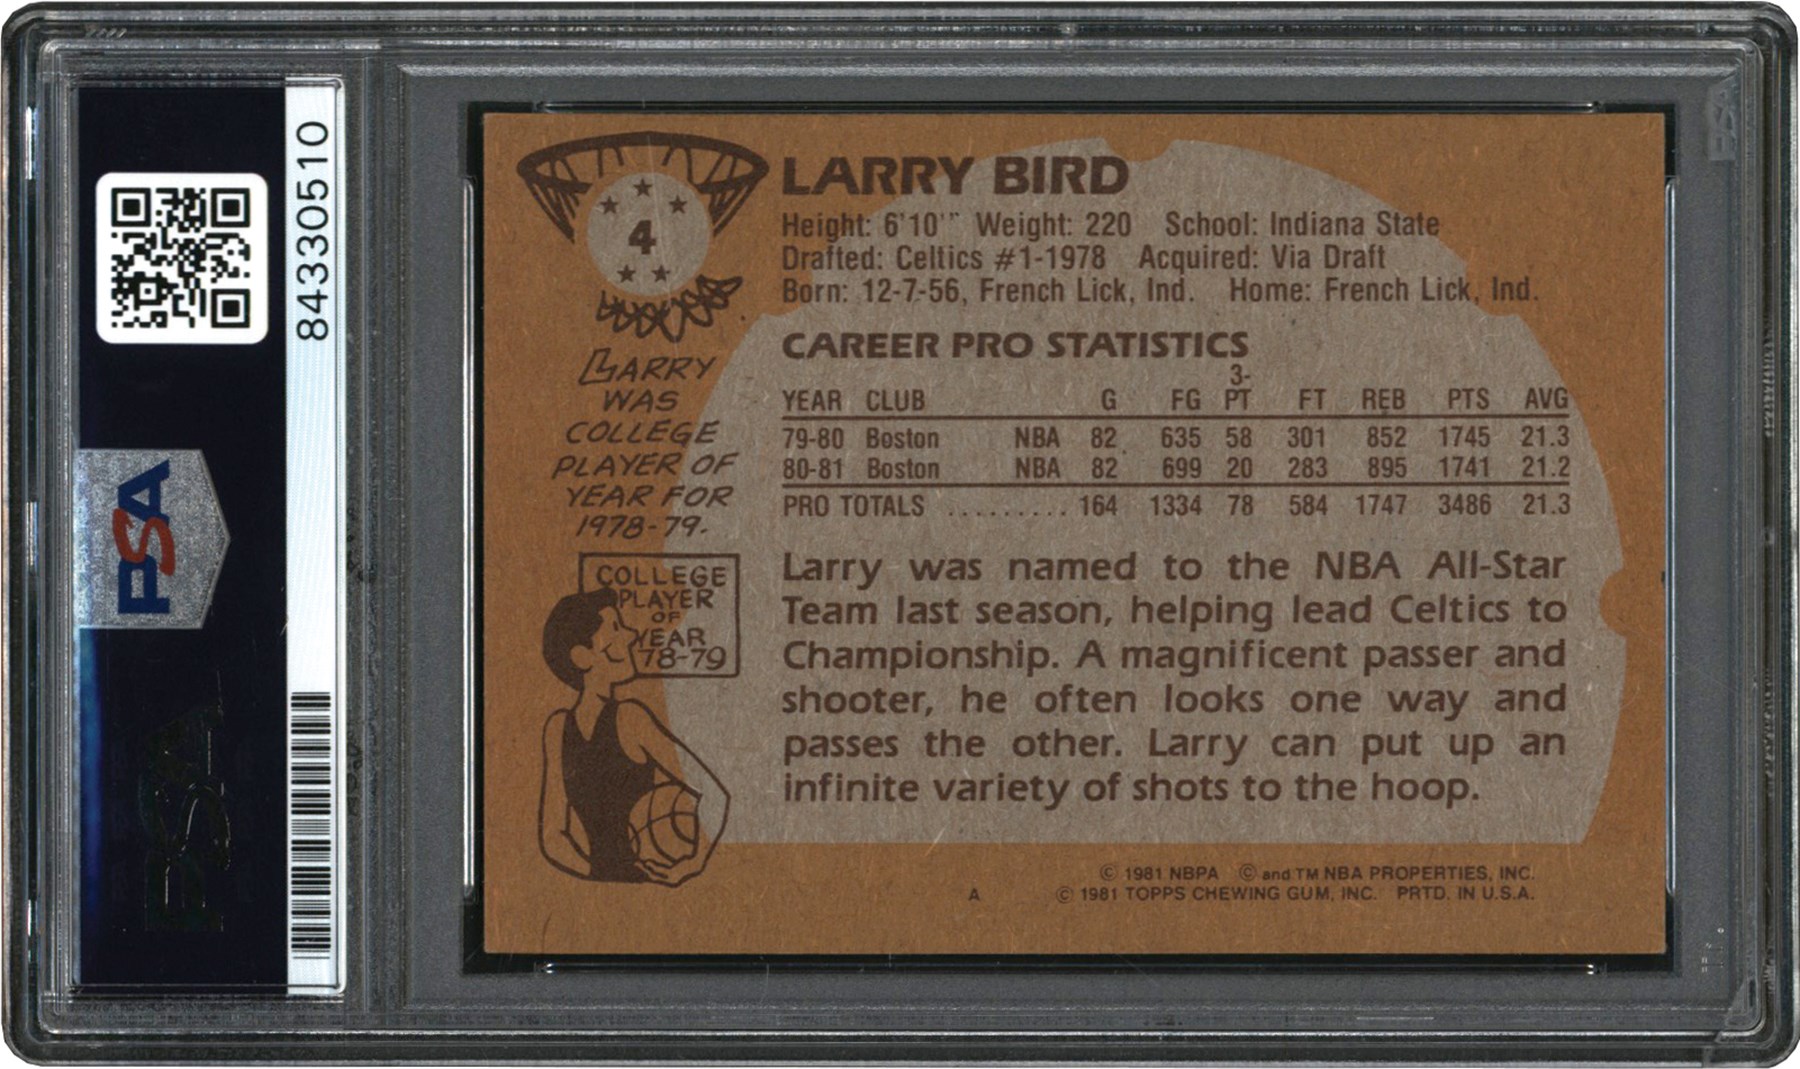 84330510
PSA
PSA
PSA
4
LARRY BIRD
Height: 6'10'" Weight: 220 School: Indiana State
Drafted: Celtics #1-1978 Acquired: Via Draft
Born: 12-7-56, French Lick, Ind. Home: French Lick, Ind.
LARRY
WAS
COLLEGE
PLAYER OF
YEAR FOR
1978-79.
COLLEGE
PLAYER
OF
YEAR
'78-79
CAREER PRO STATISTICS
3-
YEAR CLUB G FG PT FT REB PTS AVG
79-80 Boston NBA 82 635 58 301 852 1745 21.3
80-81 Boston NBA 82 699 20 283 895 1741 21.2
PRO TOTALS ......... 164 1334 78 584 1747 3486 21.3
Larry was named to the NBA All-Star
Team last season, helping lead Celtics to
Championship. A magnificent passer and
shooter, he often looks one way and
passes the other. Larry can put up an
infinite variety of shots to the hoop.
© 1981 NBPA © and TM NBA PROPERTIES, INC.
A © 1981 TOPPS CHEWING GUM, INC. PRTD. IN U.S.A.